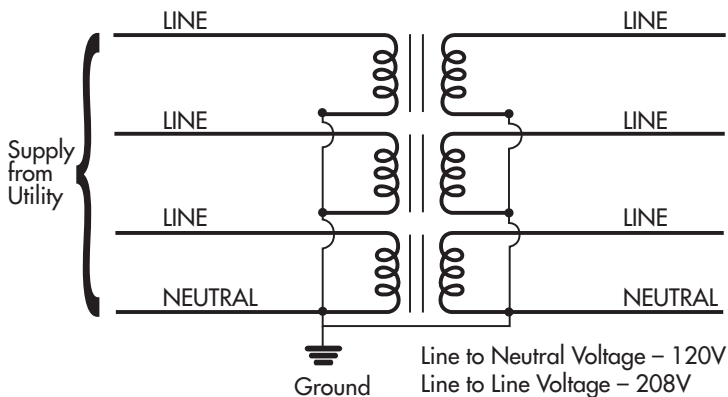 LINE
LINE
LINE
LINE
Supply
from
Utility
LINE
LINE
NEUTRAL
NEUTRAL
Ground
Line to Neutral Voltage – 120V
Line to Line Voltage – 208V